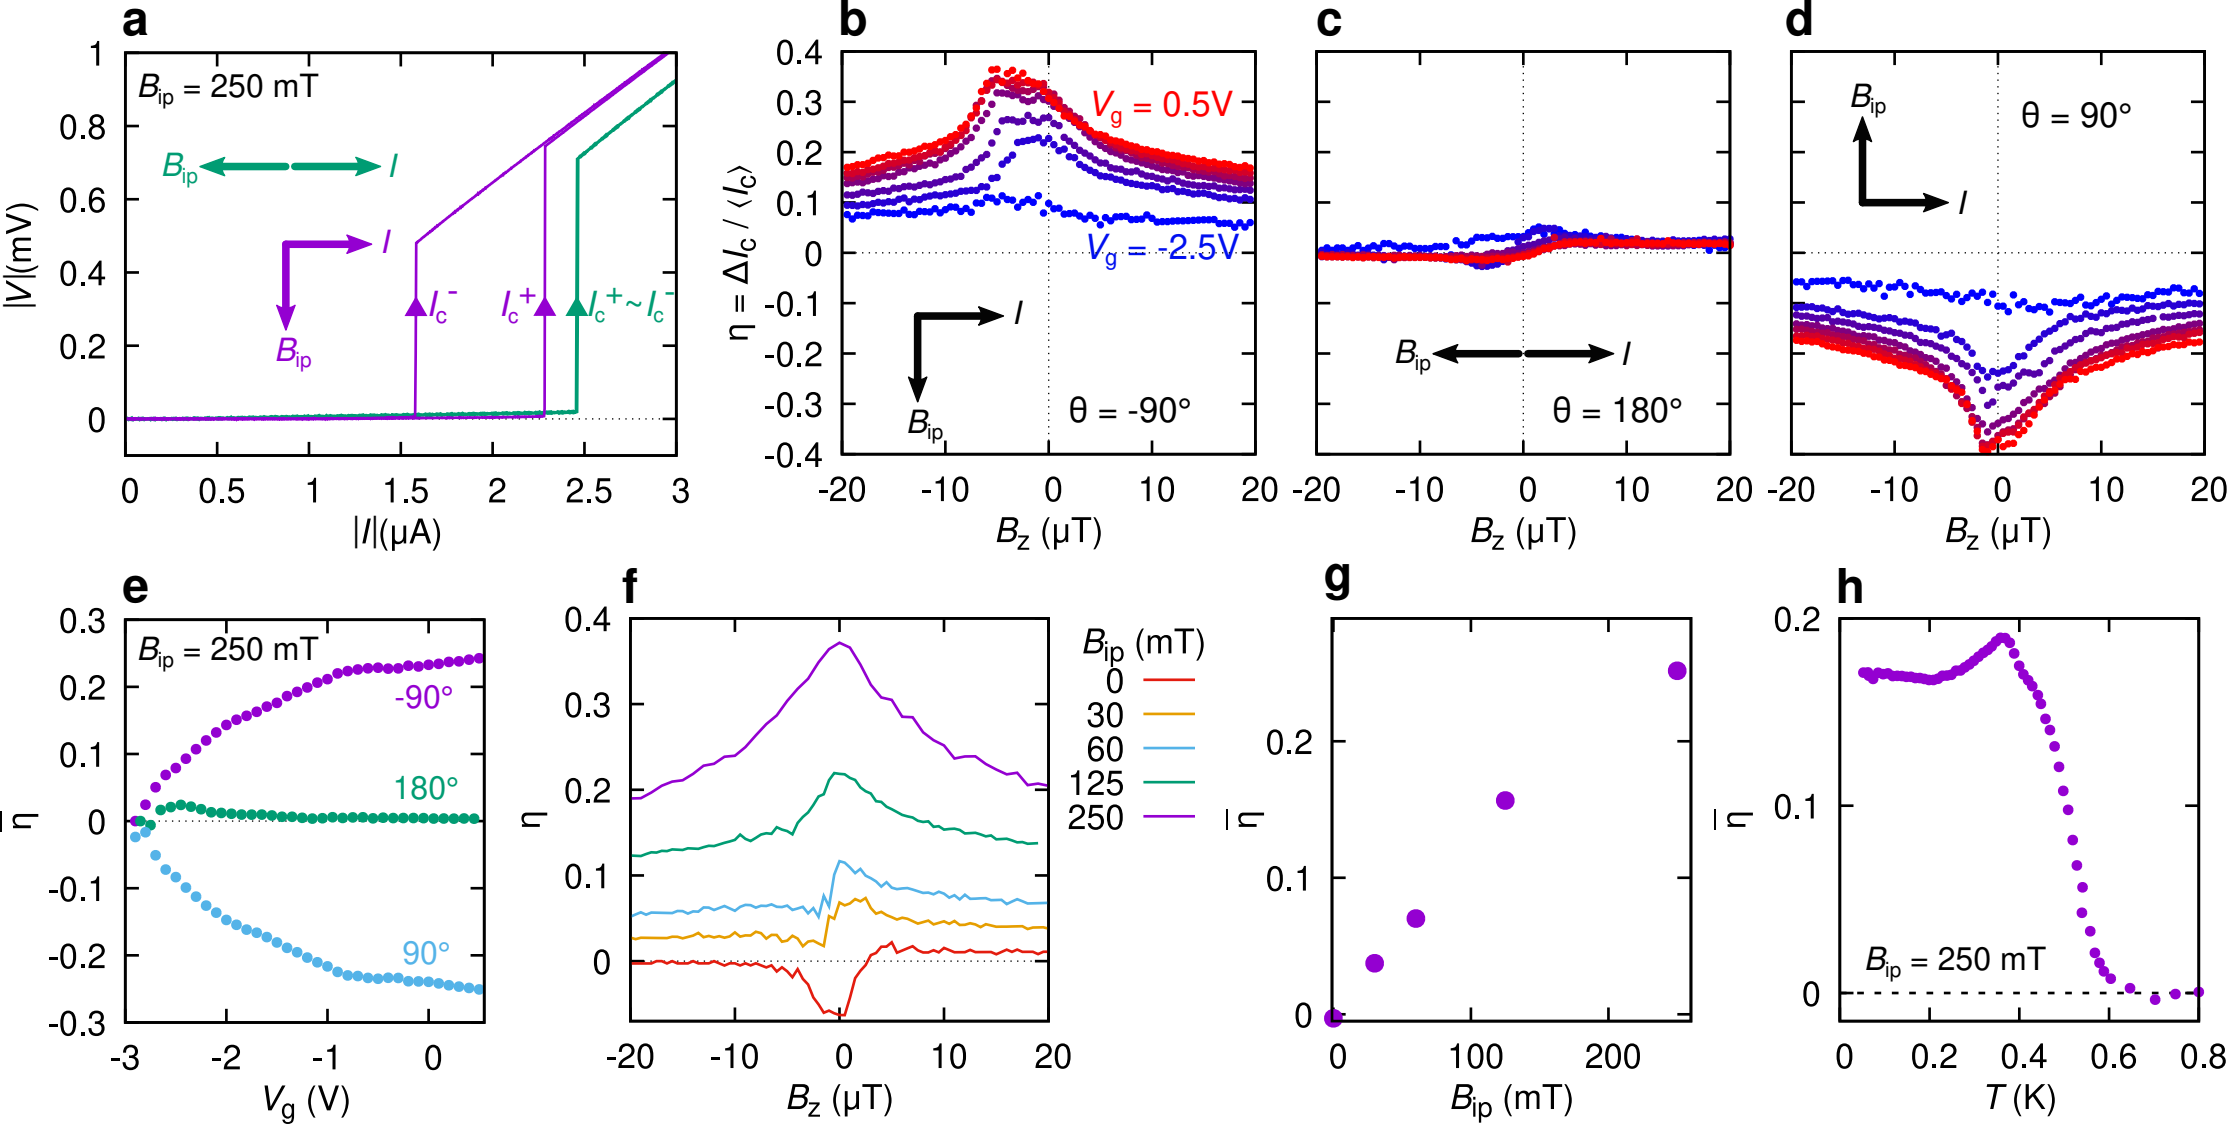 a
1
0.8
0.6
0.4
0.2
0
|V|(mV)
B_ip = 250 mT
B_ip I
I
B_ip
I_c^- I_c^+ I_c^+ ~ I_c^-
0 0.5 1 1.5 2 2.5 3
|I|(µA)
b
0.4
0.3
0.2
0.1
0
-0.1
-0.2
-0.3
-0.4
η = ΔI_c / ⟨I_c⟩
V_g = 0.5V
V_g = -2.5V
I
B_ip
θ = -90°
-20 -10 0 10 20
B_z (µT)
c
B_ip I
θ = 180°
-20 -10 0 10 20
B_z (µT)
d
B_ip
θ = 90°
I
-20 -10 0 10 20
B_z (µT)
e
0.3
0.2
0.1
0
-0.1
-0.2
-0.3
η̄
B_ip = 250 mT
-90°
180°
90°
-3 -2 -1 0
V_g (V)
f
0.4
0.3
0.2
0.1
0
η
-20 -10 0 10 20
B_z (µT)
B_ip (mT)
0
30
60
125
250
g
0.2
0.1
0
η̄
0 100 200
B_ip (mT)
h
0.2
0.1
0
η̄
B_ip = 250 mT
0 0.2 0.4 0.6 0.8
T (K)